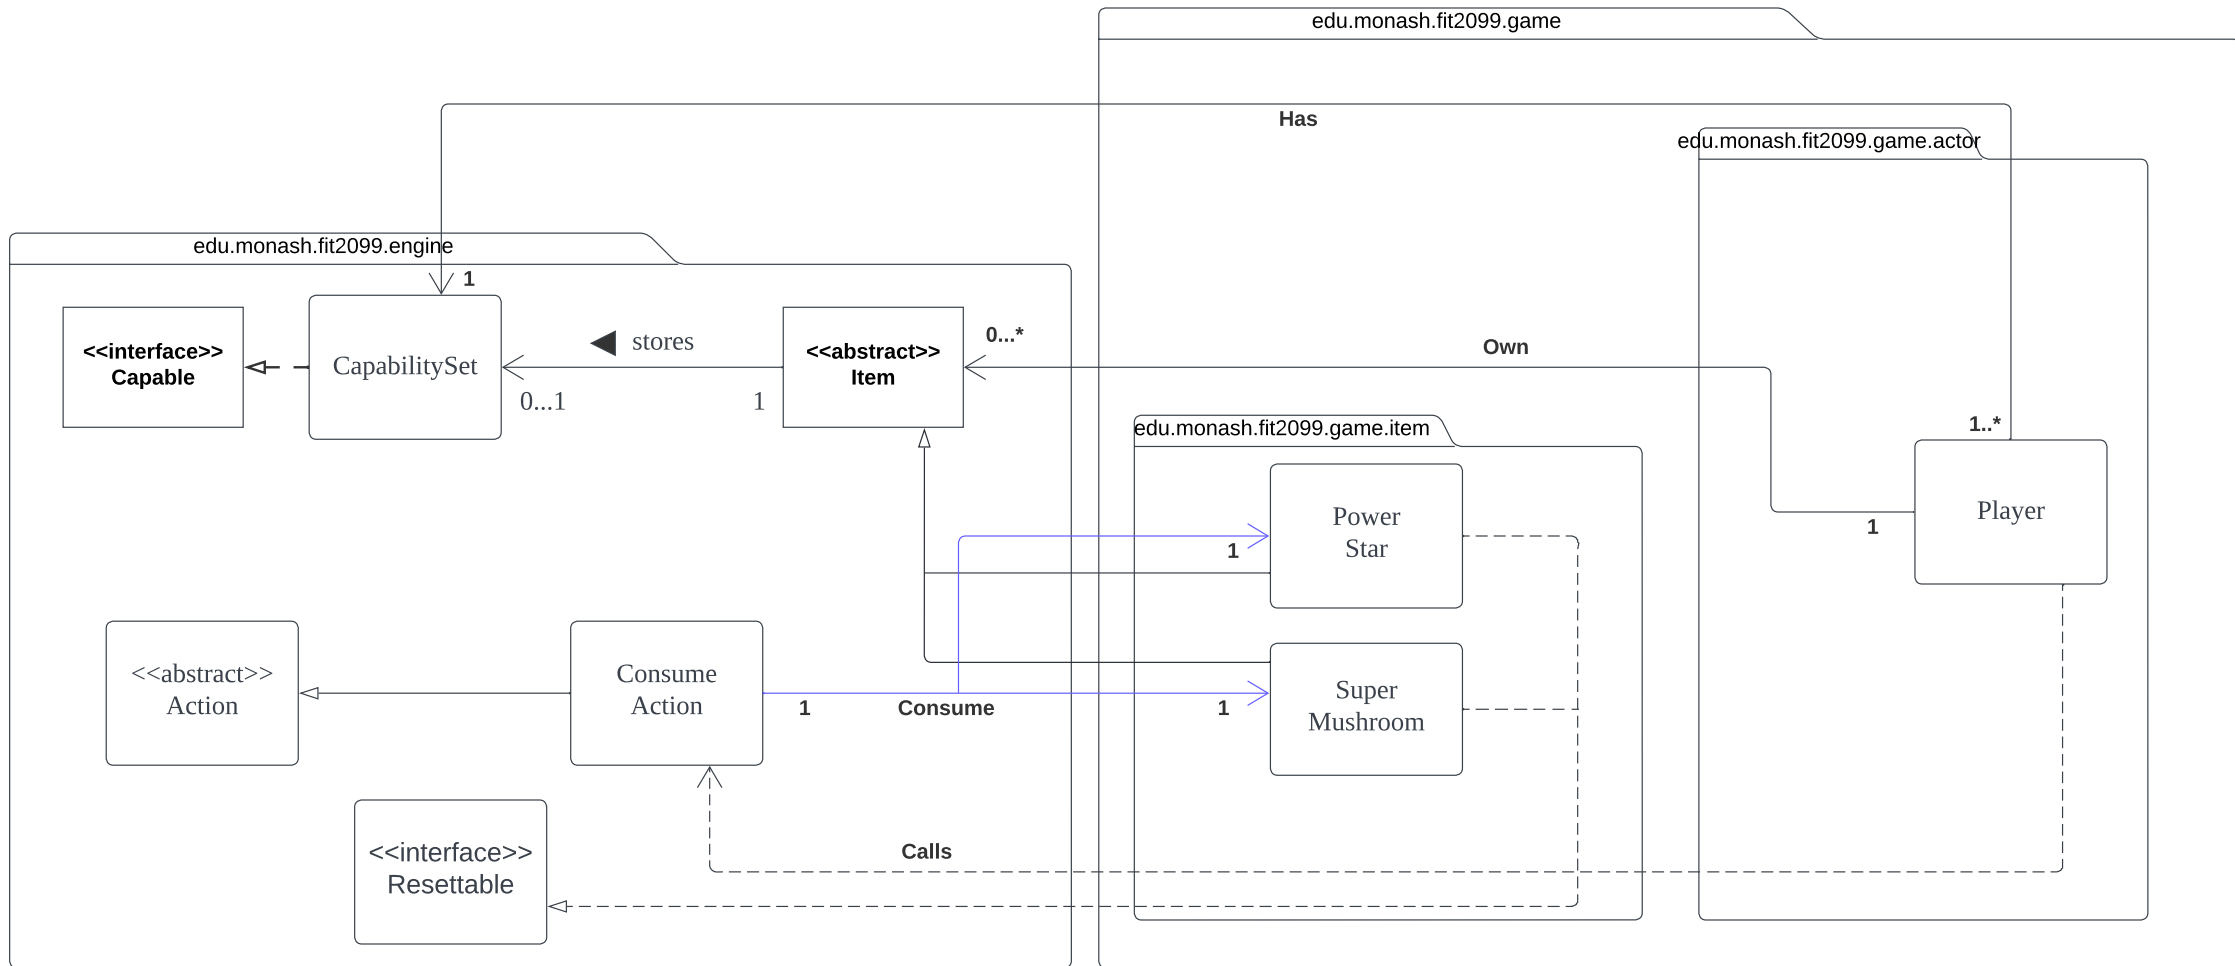 edu.monash.fit2099.game
Has
edu.monash.fit2099.game.actor
edu.monash.fit2099.engine
1
<<interface>>
Capable
CapabilitySet
stores
0...1
1
<<abstract>>
Item
0...*
Own
1..*
edu.monash.fit2099.game.item
Power
Star
1
Player
1
<<abstract>>
Action
Consume
Action
1
Consume
1
Super
Mushroom
<<interface>>
Resettable
Calls